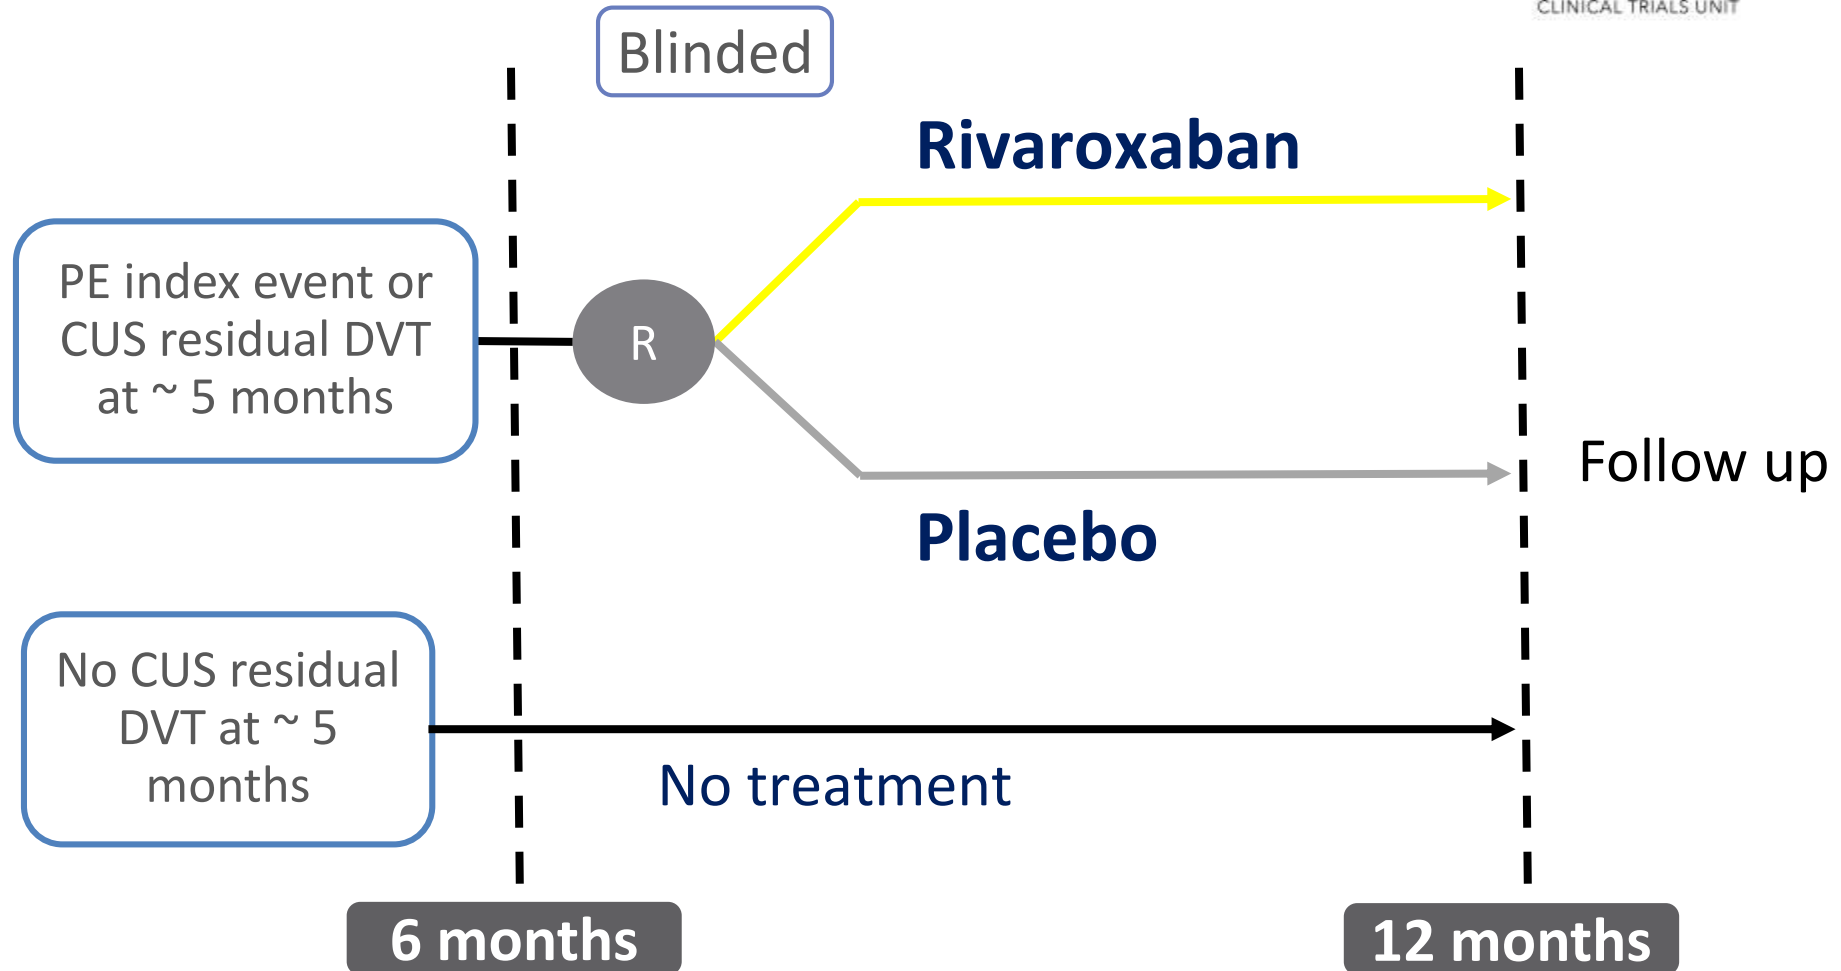 CLINICAL TRIALS UNIT
Blinded
Rivaroxaban
PE index event or
CUS residual DVT
at ~ 5 months
R
Follow up
Placebo
No CUS residual
DVT at ~ 5
months
No treatment
6 months
12 months